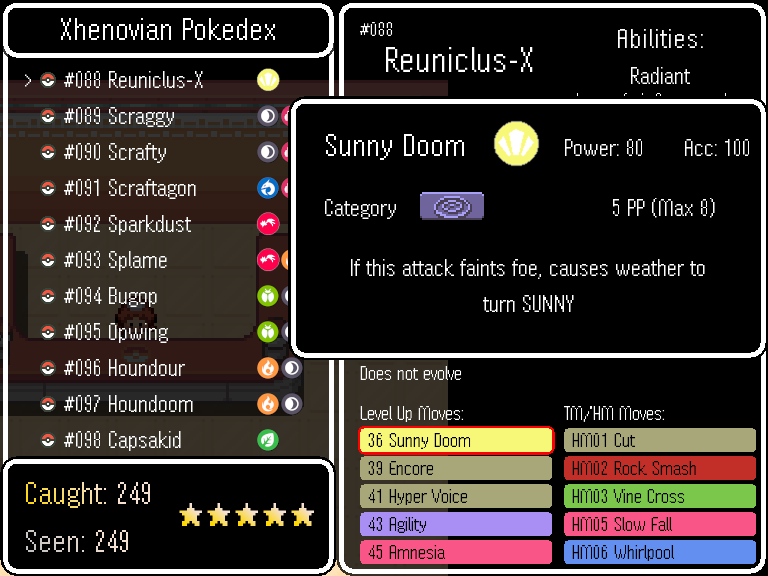 Xhenovian Pokedex
> #088 Reuniclus-X
#089 Scraggy
#090 Scrafty
#091 Scraftagon
#092 Sparkdust
#093 Splame
#094 Bugop
#095 Opwing
#096 Houndour
#097 Houndoom
#098 Capsakid
Caught: 249
Seen: 249
#088
Reuniclus-X
Abilities:
Radiant
Sunny Doom Power: 80 Acc: 100
Category 5 PP (Max 8)
If this attack faints foe, causes weather to
turn SUNNY
Does not evolve
Level Up Moves:
36 Sunny Doom
39 Encore
41 Hyper Voice
43 Agility
45 Amnesia
TM/HM Moves:
HM01 Cut
HM02 Rock Smash
HM03 Vine Cross
HM05 Slow Fall
HM06 Whirlpool